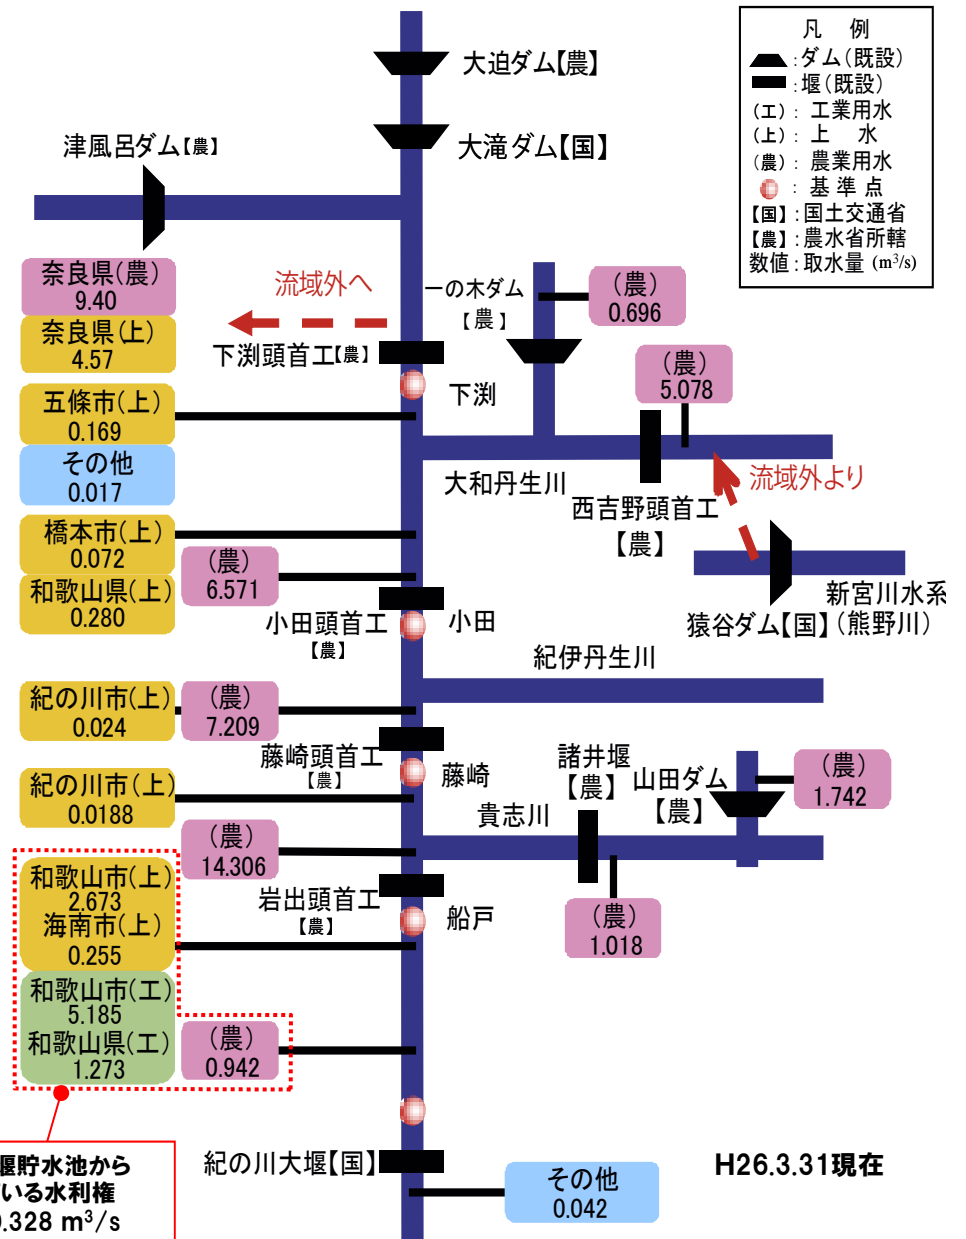 大迫ダム【農】
大滝ダム【国】
津風呂ダム【農】
凡 例
:ダム(既設)
:堰(既設)
(工): 工業用水
(上): 上 水
(農): 農業用水
: 基準点
【国】:国土交通省
【農】:農水省所轄
数値:取水量 (m³/s)
奈良県(農)
9.40
奈良県(上)
4.57
流域外へ
下渕頭首工【農】
下渕
一の木ダム
【農】
(農)
0.696
(農)
5.078
五條市(上)
0.169
その他
0.017
大和丹生川
西吉野頭首工
【農】
流域外より
新宮川水系
(熊野川)
猿谷ダム【国】
橋本市(上)
0.072
和歌山県(上)
0.280
(農)
6.571
小田頭首工
【農】
小田
紀伊丹生川
紀の川市(上)
0.024
(農)
7.209
藤崎頭首工
【農】
藤崎
諸井堰
【農】
山田ダム
【農】
(農)
1.742
紀の川市(上)
0.0188
貴志川
(農)
14.306
岩出頭首工
【農】
船戸
(農)
1.018
和歌山市(上)
2.673
海南市(上)
0.255
和歌山市(工)
5.185
和歌山県(工)
1.273
(農)
0.942
紀の川大堰【国】
その他
0.042
堰貯水池から
いる水利権
.328 m³/s
H26.3.31現在